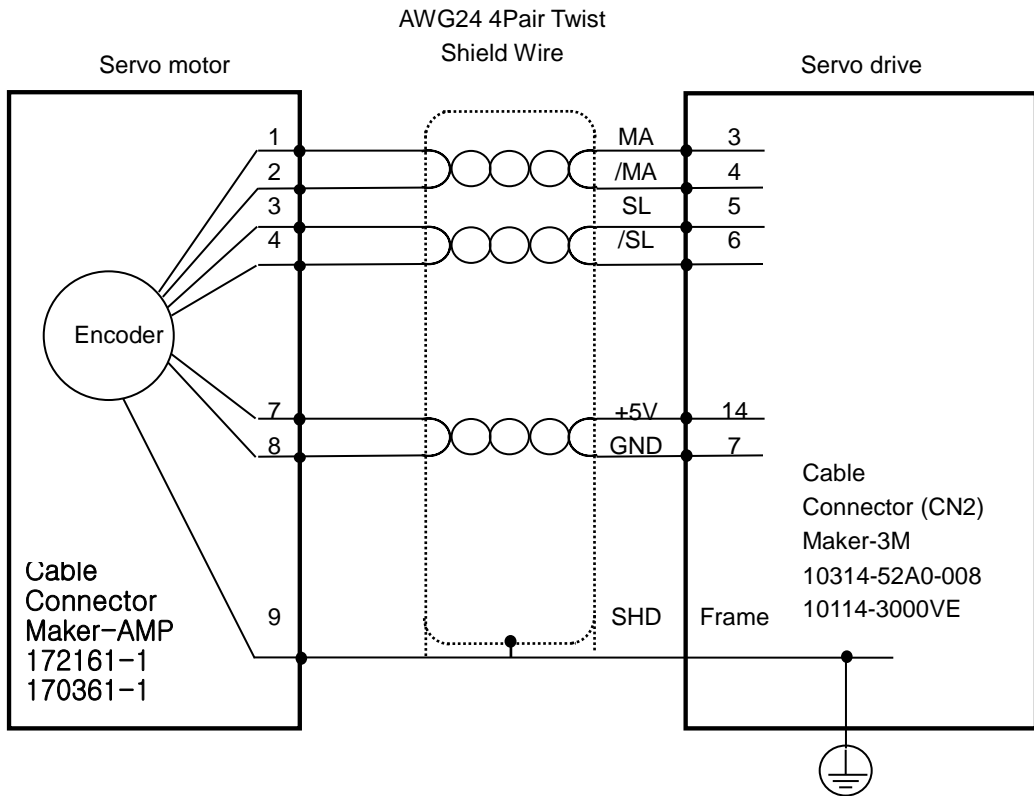 AWG24 4Pair Twist
Shield Wire
Servo motor
Servo drive
1 MA 3
2 /MA 4
3 SL 5
4 /SL 6
Encoder
7 +5V 14
8 GND 7
Cable
Connector (CN2)
Maker-3M
10314-52A0-008
10114-3000VE
Cable
Connector
Maker-AMP
172161-1
170361-1
9 SHD Frame